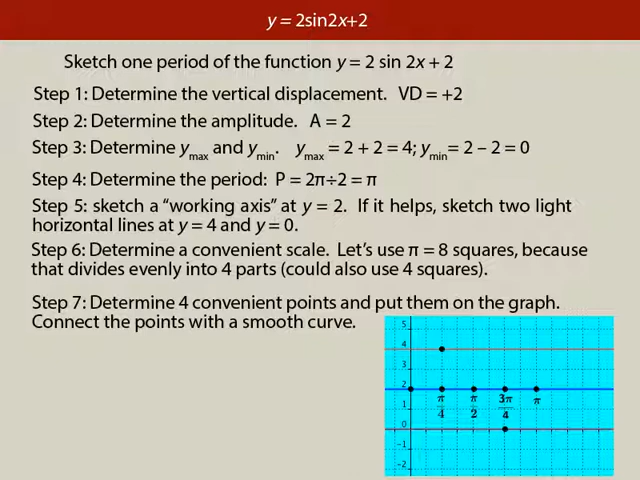 y = 2sin2x+2
Sketch one period of the function y = 2 sin 2x + 2
Step 1: Determine the vertical displacement.  VD = +2
Step 2: Determine the amplitude.  A = 2
Step 3: Determine ymax and ymin.  ymax = 2 + 2 = 4; ymin = 2 – 2 = 0
Step 4: Determine the period: P = 2π÷2 = π
Step 5: sketch a “working axis” at y = 2.  If it helps, sketch two light
horizontal lines at y = 4 and y = 0.
Step 6: Determine a convenient scale.  Let’s use π = 8 squares, because
that divides evenly into 4 parts (could also use 4 squares).
Step 7: Determine 4 convenient points and put them on the graph.
Connect the points with a smooth curve.
5
4
3
2
1
0
−1
−2
π/4 π/2 3π/4 π